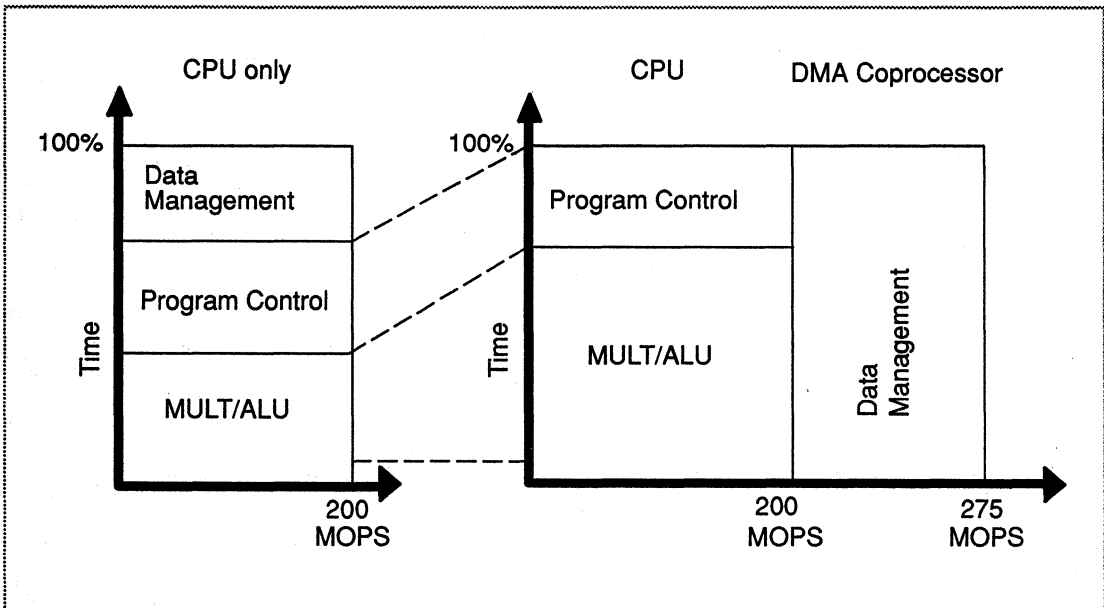 CPU only
100%
Data
Management
Program Control
MULT/ALU
Time
200
MOPS
CPU
DMA Coprocessor
100%
Program Control
MULT/ALU
Time
Data
Management
200
MOPS
275
MOPS